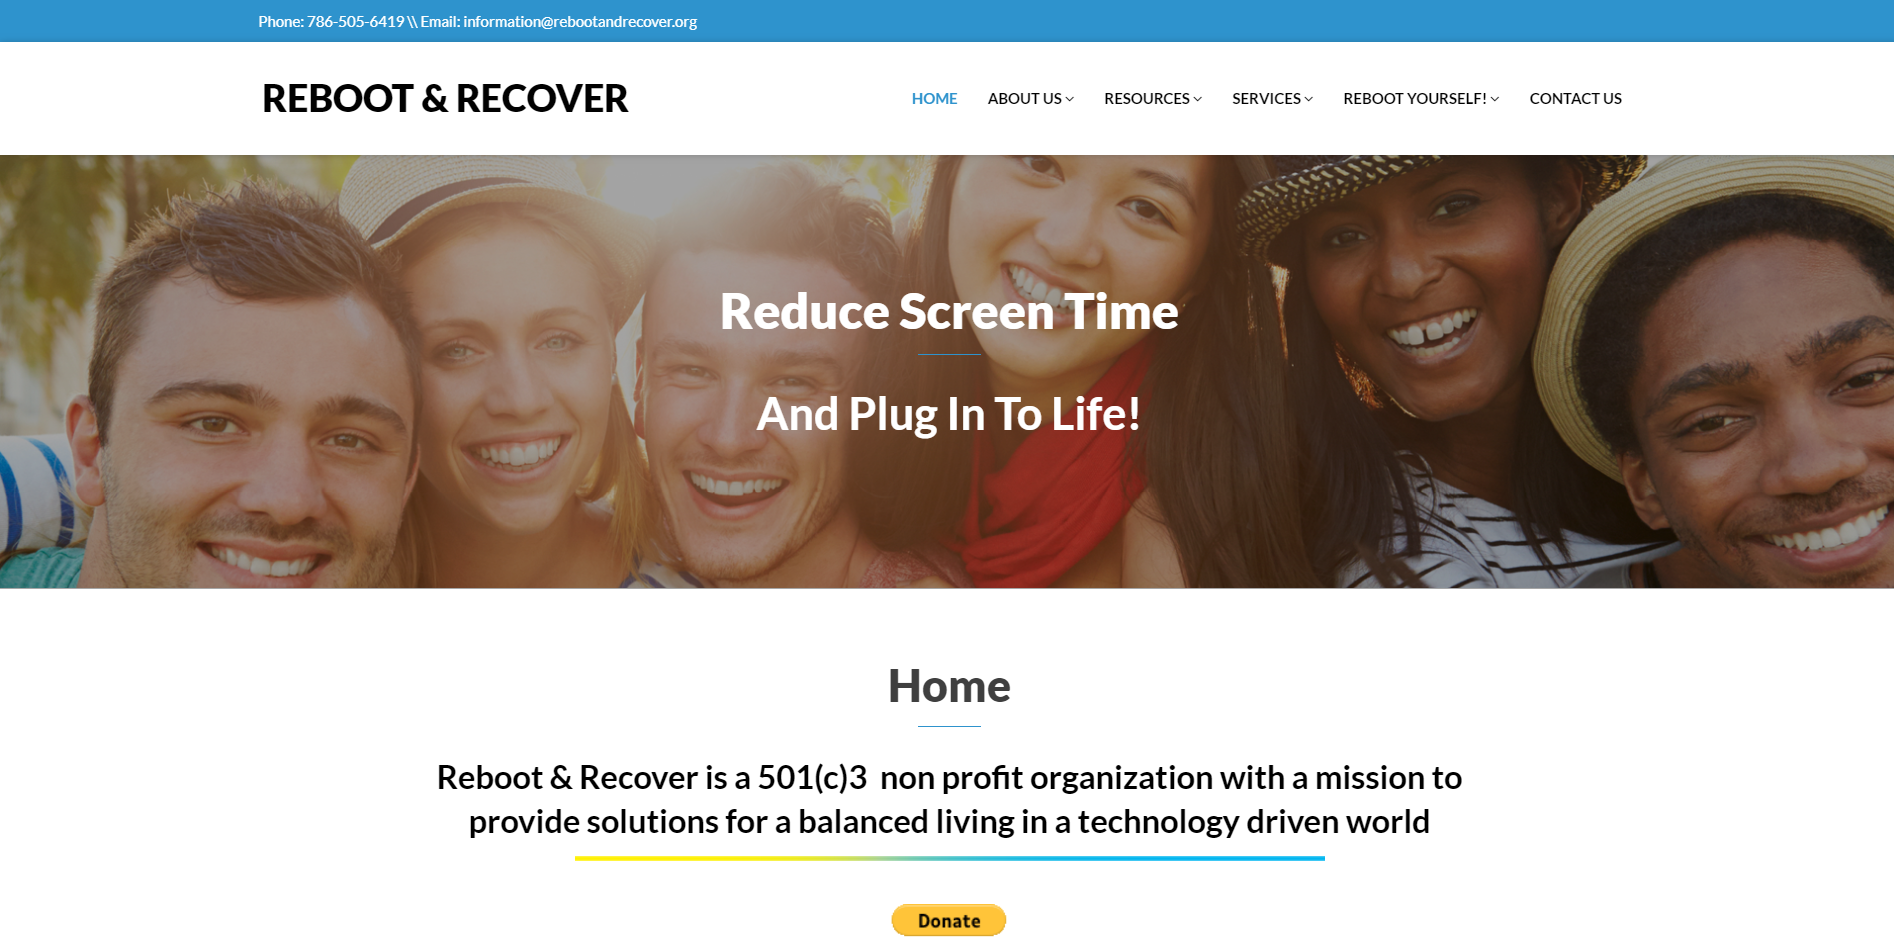 Phone: 786-505-6419 \\ Email: information@rebootandrecover.org
REBOOT & RECOVER
HOME ABOUT US RESOURCES SERVICES REBOOT YOURSELF! CONTACT US
Reduce Screen Time
And Plug In To Life!
Home
Reboot & Recover is a 501(c)3  non profit organization with a mission to
provide solutions for a balanced living in a technology driven world
Donate